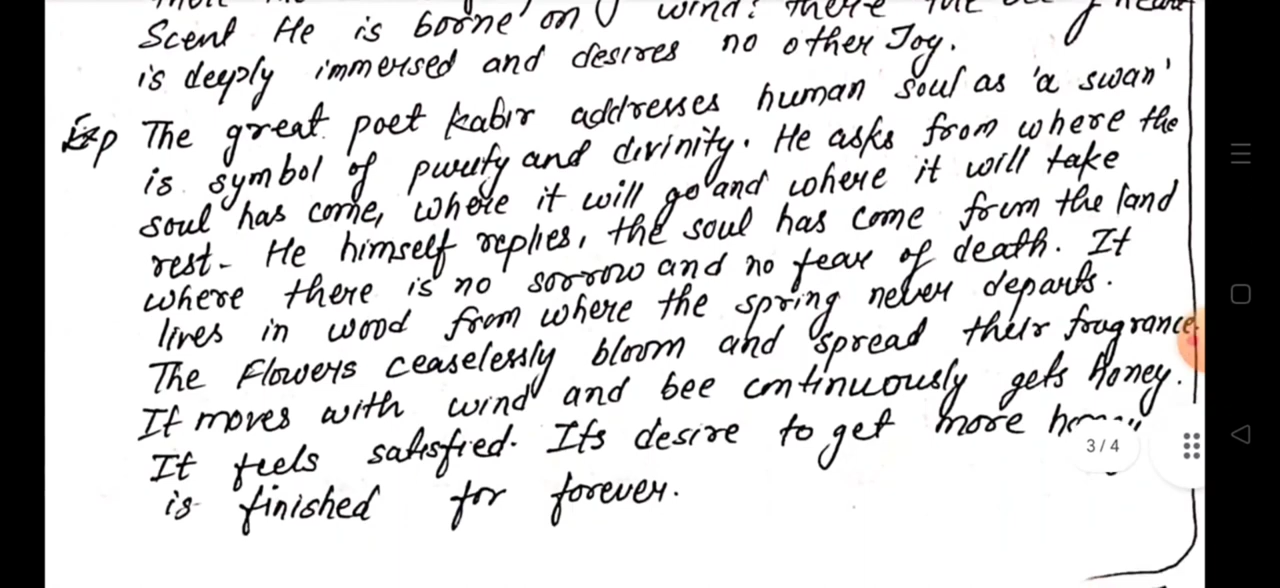 Scent He is borne on wind: there the
is deeply immersed and desires no other Joy.
Exp The great poet kabir addresses human soul as 'a swan'
is symbol of purity and divinity. He asks from where the
soul has come, where it will go and where it will take
rest- He himself replies, the soul has come from the land
where there is no sorrow and no fear of death. It
lives in wood from where the spring never departs.
The Flowers ceaselessly bloom and spread their fragrance.
It moves with wind and bee continuously gets honey.
It feels satisfied. Its desire to get more
is finished for forever.
3/4